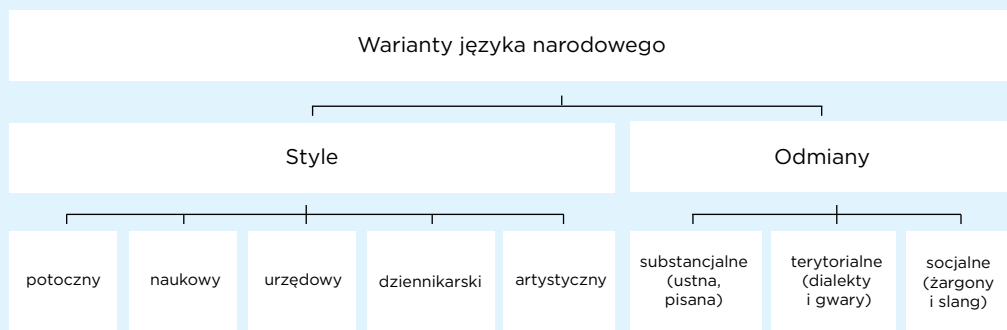 Warianty języka narodowego
Style
Odmiany
potoczny
naukowy
urzędowy
dziennikarski
artystyczny
substancjalne
(ustna,
pisana)
terytorialne
(dialekty
i gwary)
socjalne
(żargony
i slang)